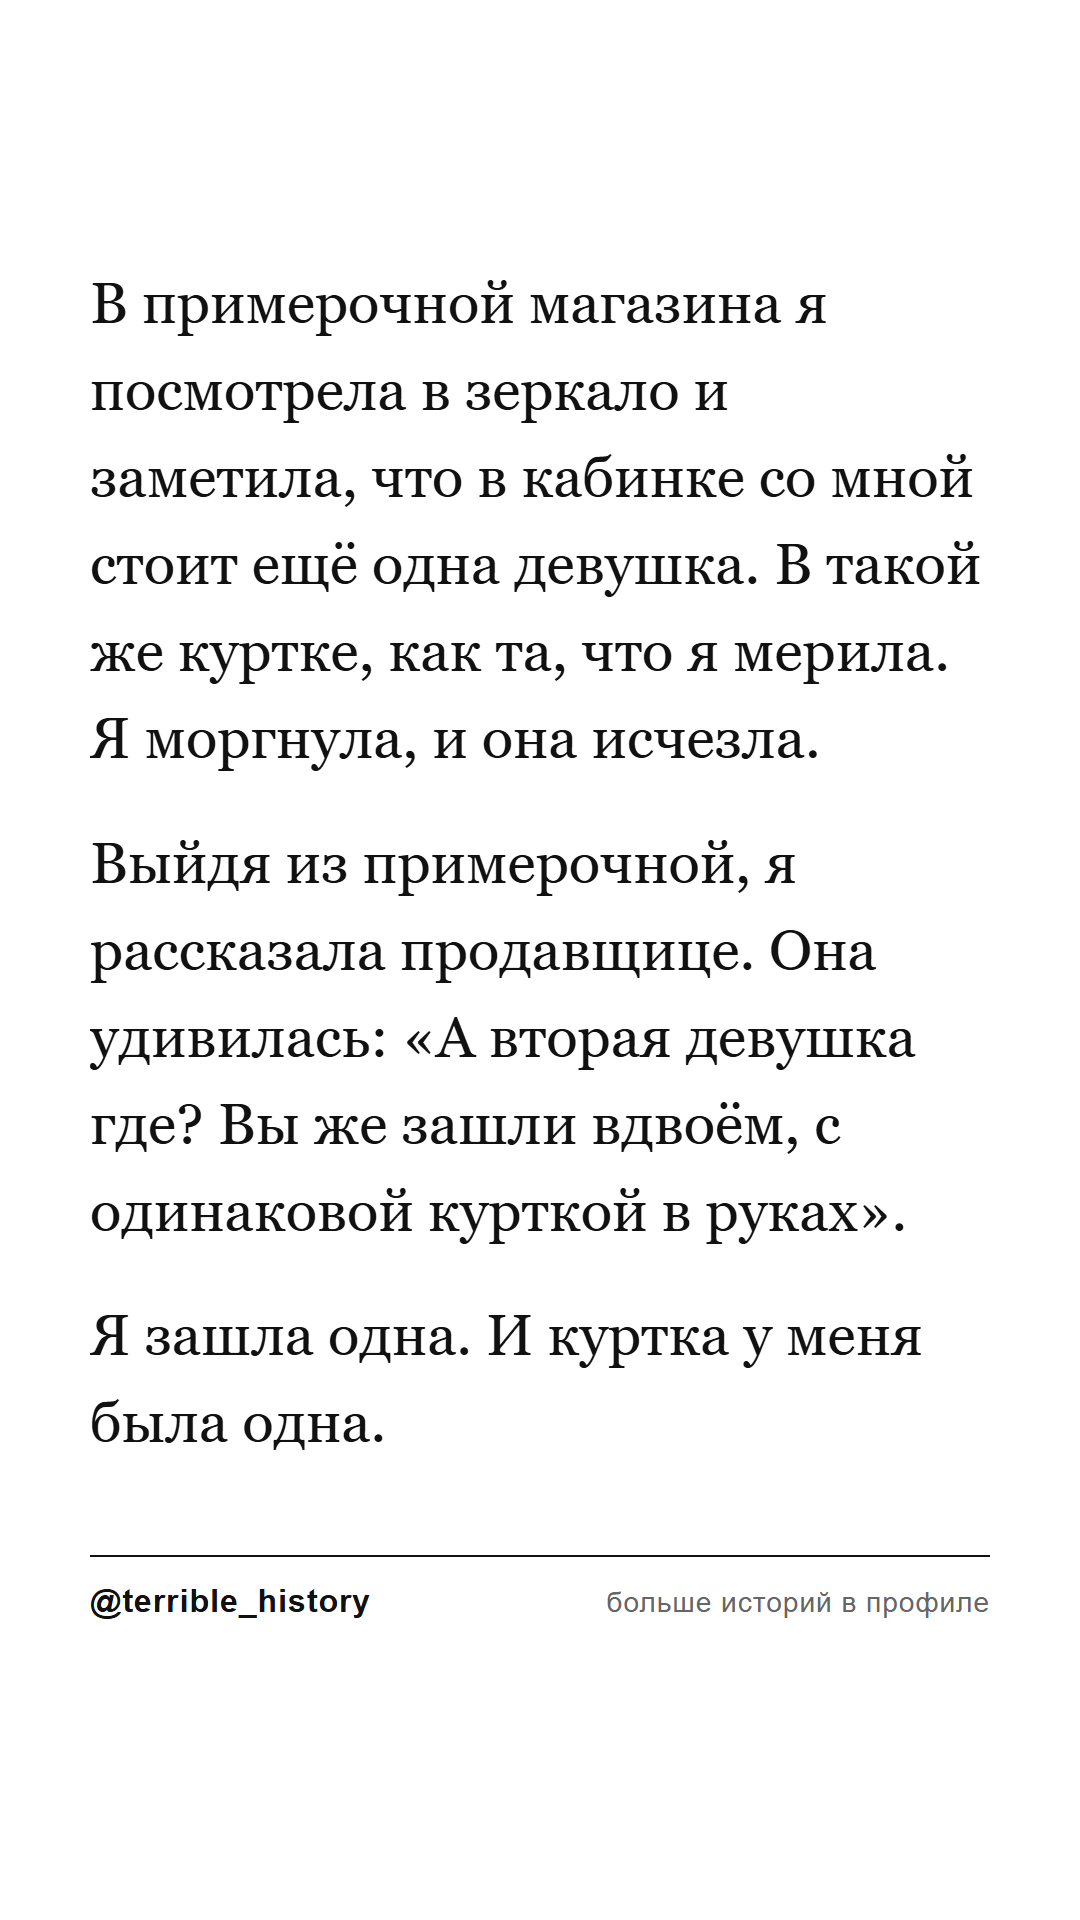 В примерочной магазина я
посмотрела в зеркало и
заметила, что в кабинке со мной
стоит ещё одна девушка. В такой
же куртке, как та, что я мерила.
Я моргнула, и она исчезла.
Выйдя из примерочной, я
рассказала продавщице. Она
удивилась: «А вторая девушка
где? Вы же зашли вдвоём, с
одинаковой курткой в руках».
Я зашла одна. И куртка у меня
была одна.
@terrible_history
больше историй в профиле